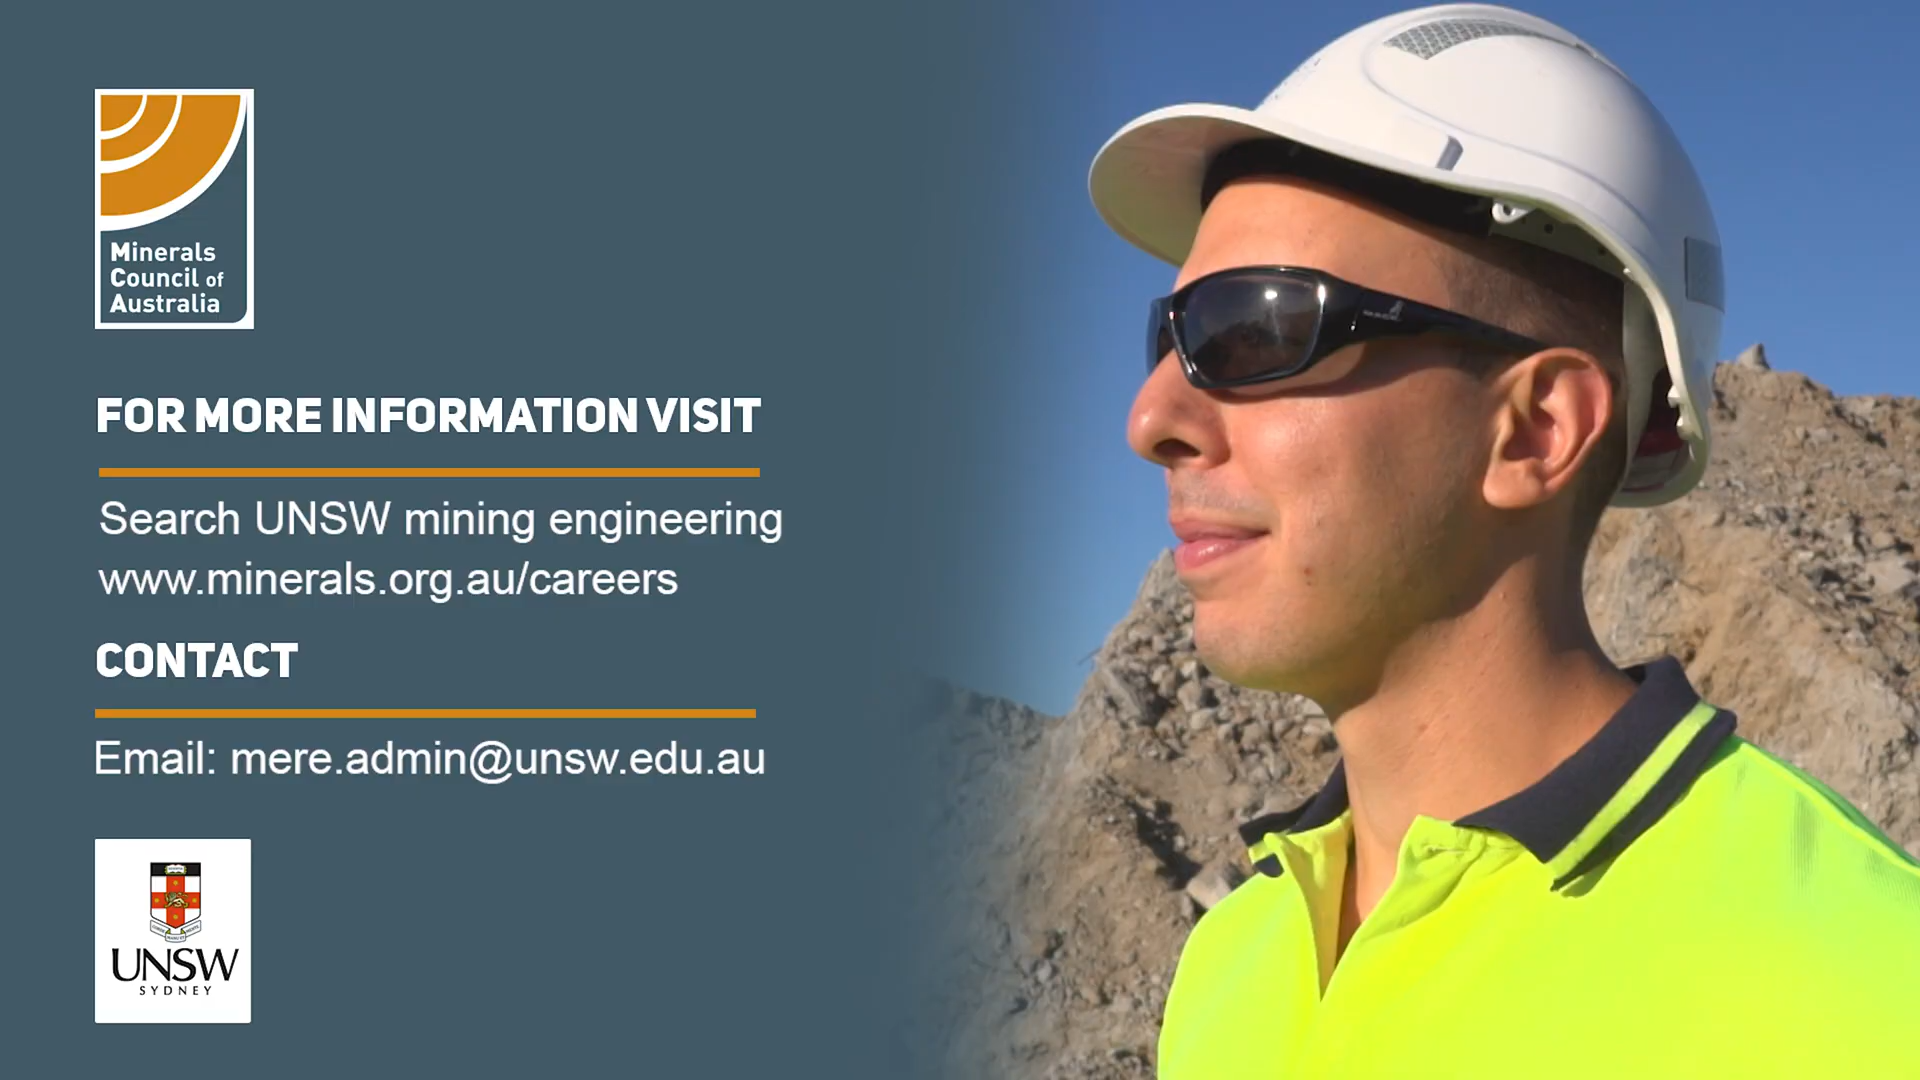 Minerals
Council of
Australia
FOR MORE INFORMATION VISIT
Search UNSW mining engineering
www.minerals.org.au/careers
CONTACT
Email: mere.admin@unsw.edu.au
UNSW
SYDNEY